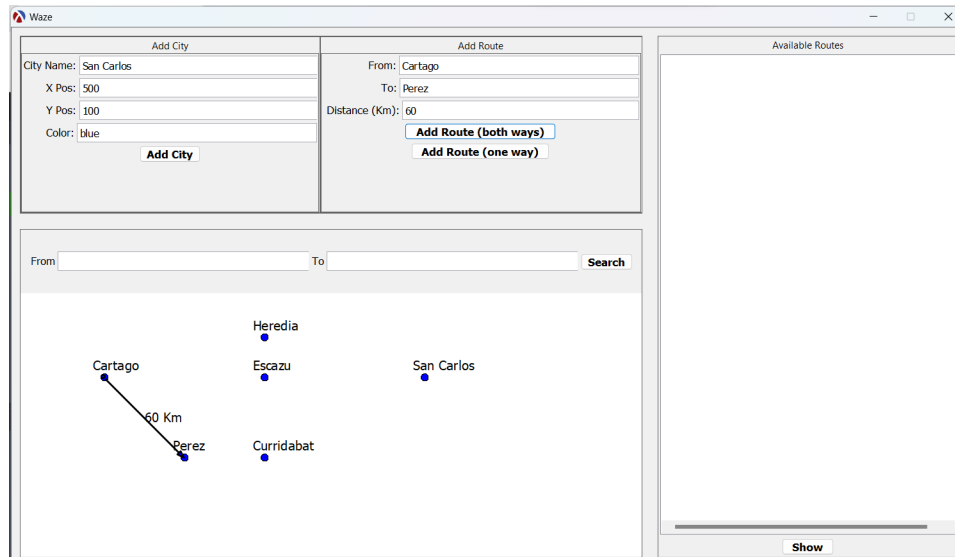 Waze
Add City
City Name: San Carlos
X Pos: 500
Y Pos: 100
Color: blue
Add City
Add Route
From: Cartago
To: Perez
Distance (Km): 60
Add Route (both ways)
Add Route (one way)
Available Routes
Show
From
To
Search
Heredia
Cartago
Escazu
San Carlos
60 Km
Perez
Curridabat